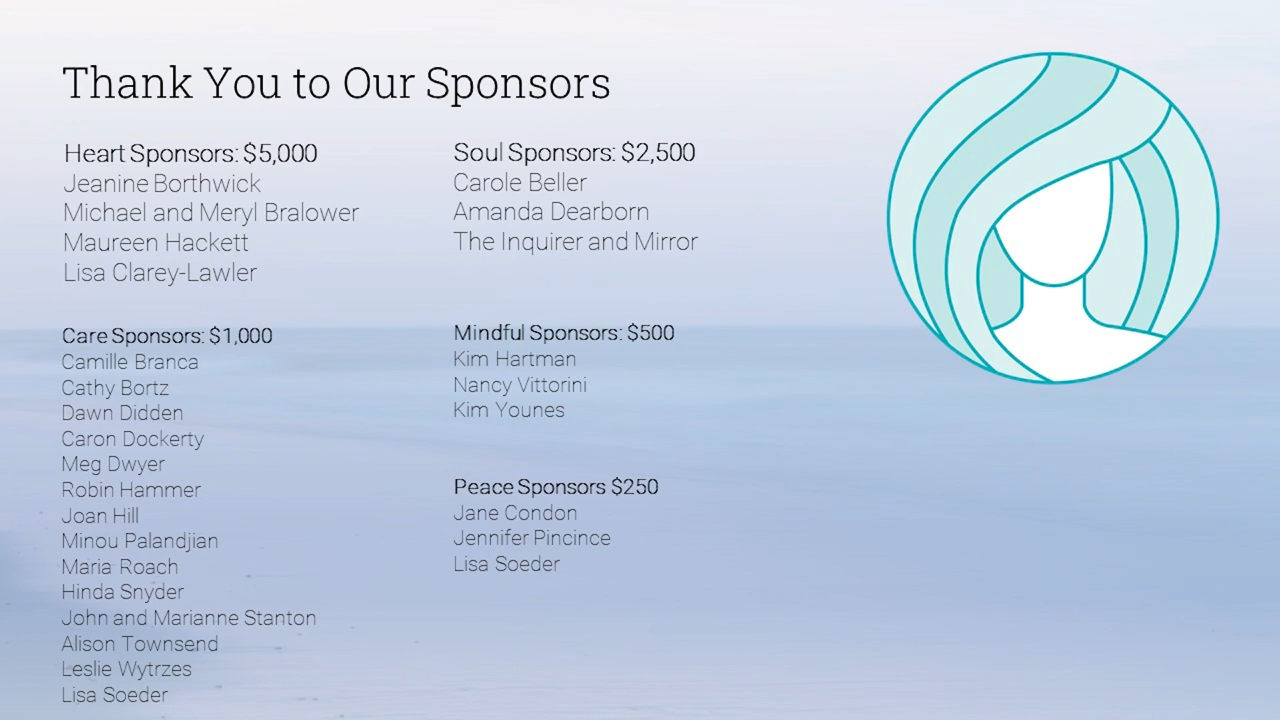 Thank You to Our Sponsors
Heart Sponsors: $5,000
Jeanine Borthwick
Michael and Meryl Bralower
Maureen Hackett
Lisa Clarey-Lawler
Soul Sponsors: $2,500
Carole Beller
Amanda Dearborn
The Inquirer and Mirror
Care Sponsors: $1,000
Camille Branca
Cathy Bortz
Dawn Didden
Caron Dockerty
Meg Dwyer
Robin Hammer
Joan Hill
Minou Palandjian
Maria Roach
Hinda Snyder
John and Marianne Stanton
Alison Townsend
Leslie Wytrzes
Lisa Soeder
Mindful Sponsors: $500
Kim Hartman
Nancy Vittorini
Kim Younes
Peace Sponsors $250
Jane Condon
Jennifer Pincince
Lisa Soeder